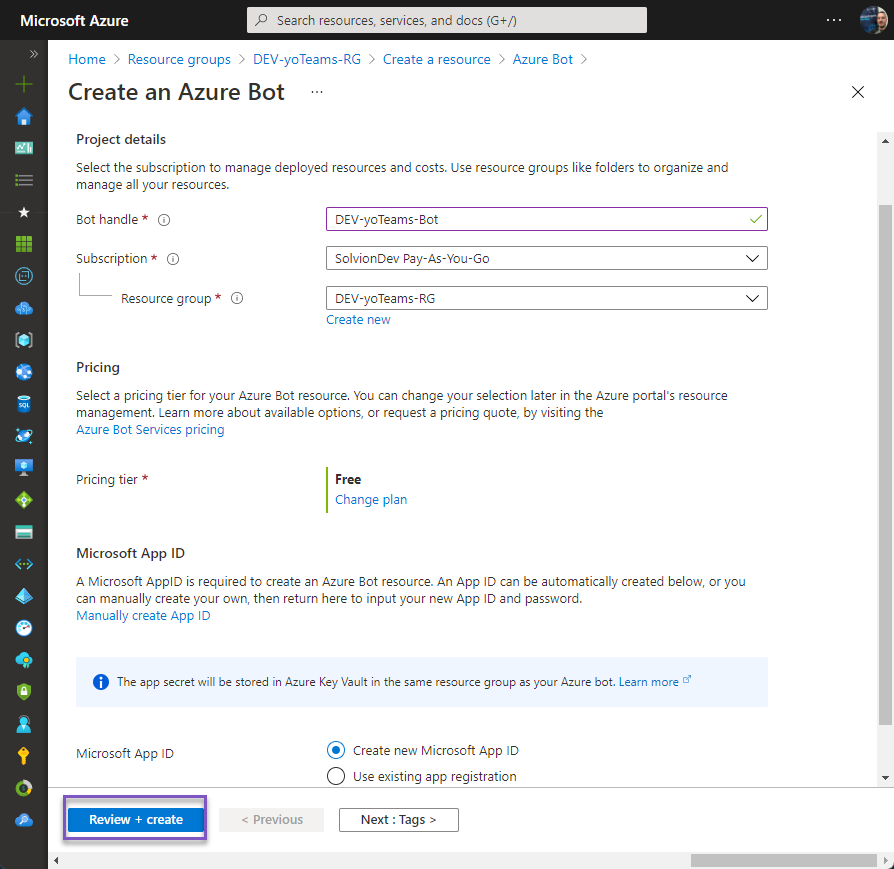 Microsoft Azure
Search resources, services, and docs (G+/)
Home > Resource groups > DEV-yoTeams-RG > Create a resource > Azure Bot >
Create an Azure Bot ...
Project details
Select the subscription to manage deployed resources and costs. Use resource groups like folders to organize and
manage all your resources.
Bot handle *
DEV-yoTeams-Bot
Subscription *
SolvionDev Pay-As-You-Go
Resource group *
DEV-yoTeams-RG
Create new
Pricing
Select a pricing tier for your Azure Bot resource. You can change your selection later in the Azure portal's resource
management. Learn more about available options, or request a pricing quote, by visiting the
Azure Bot Services pricing
Pricing tier *
Free
Change plan
Microsoft App ID
A Microsoft AppID is required to create an Azure Bot resource. An App ID can be automatically created below, or you
can manually create your own, then return here to input your new App ID and password.
Manually create App ID
The app secret will be stored in Azure Key Vault in the same resource group as your Azure bot. Learn more
Microsoft App ID
Create new Microsoft App ID
Use existing app registration
Review + create
< Previous
Next : Tags >